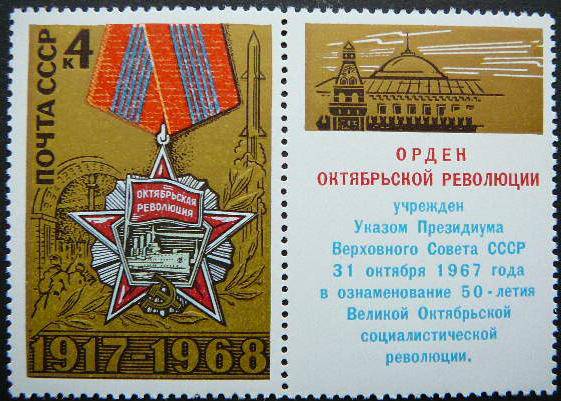 ПОЧТА СССР
к4
ОКТЯБРЬСКАЯ
РЕВОЛЮЦИЯ
1917-1968
ОРДЕН
ОКТЯБРЬСКОЙ РЕВОЛЮЦИИ
учрежден
Указом Президиума
Верховного Совета СССР
31 октября 1967 года
в ознаменование 50-летия
Великой Октябрьской
социалистической
революции.